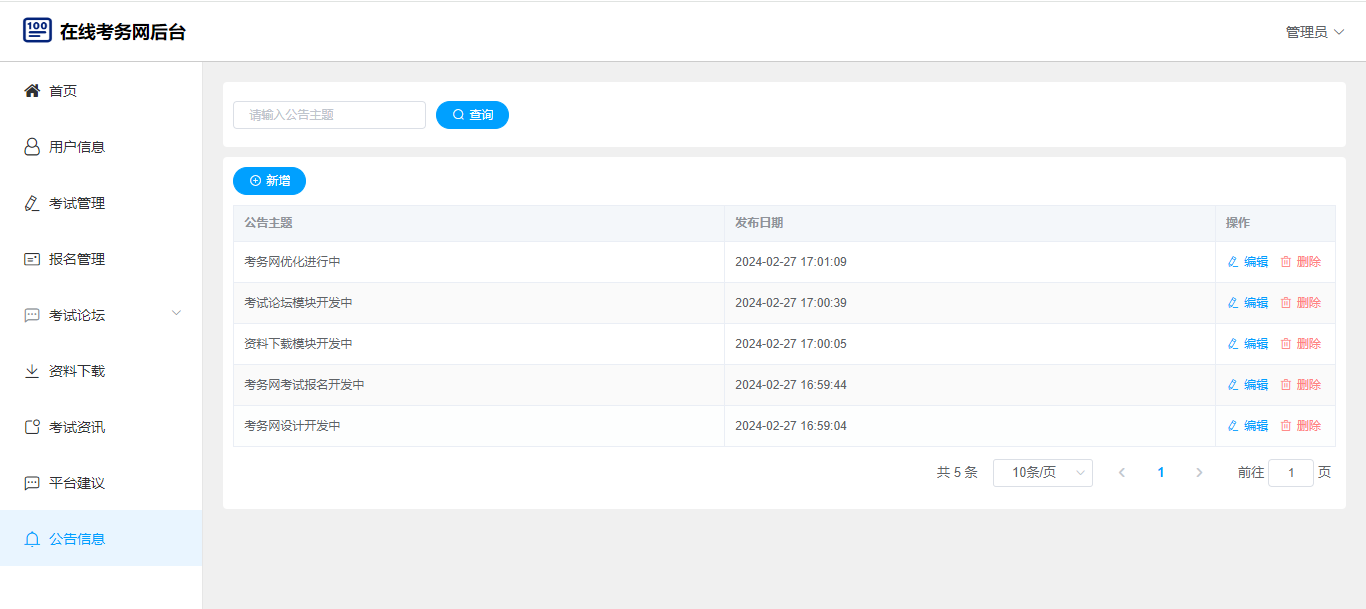 100 在线考务网后台
管理员
首页
用户信息
考试管理
报名管理
考试论坛
资料下载
考试资讯
平台建议
公告信息
请输入公告主题 查询
新增
公告主题 发布日期 操作
考务网优化进行中 2024-02-27 17:01:09 编辑 删除
考试论坛模块开发中 2024-02-27 17:00:39 编辑 删除
资料下载模块开发中 2024-02-27 17:00:05 编辑 删除
考务网考试报名开发中 2024-02-27 16:59:44 编辑 删除
考务网设计开发中 2024-02-27 16:59:04 编辑 删除
共 5 条 10条/页 1 前往 1 页